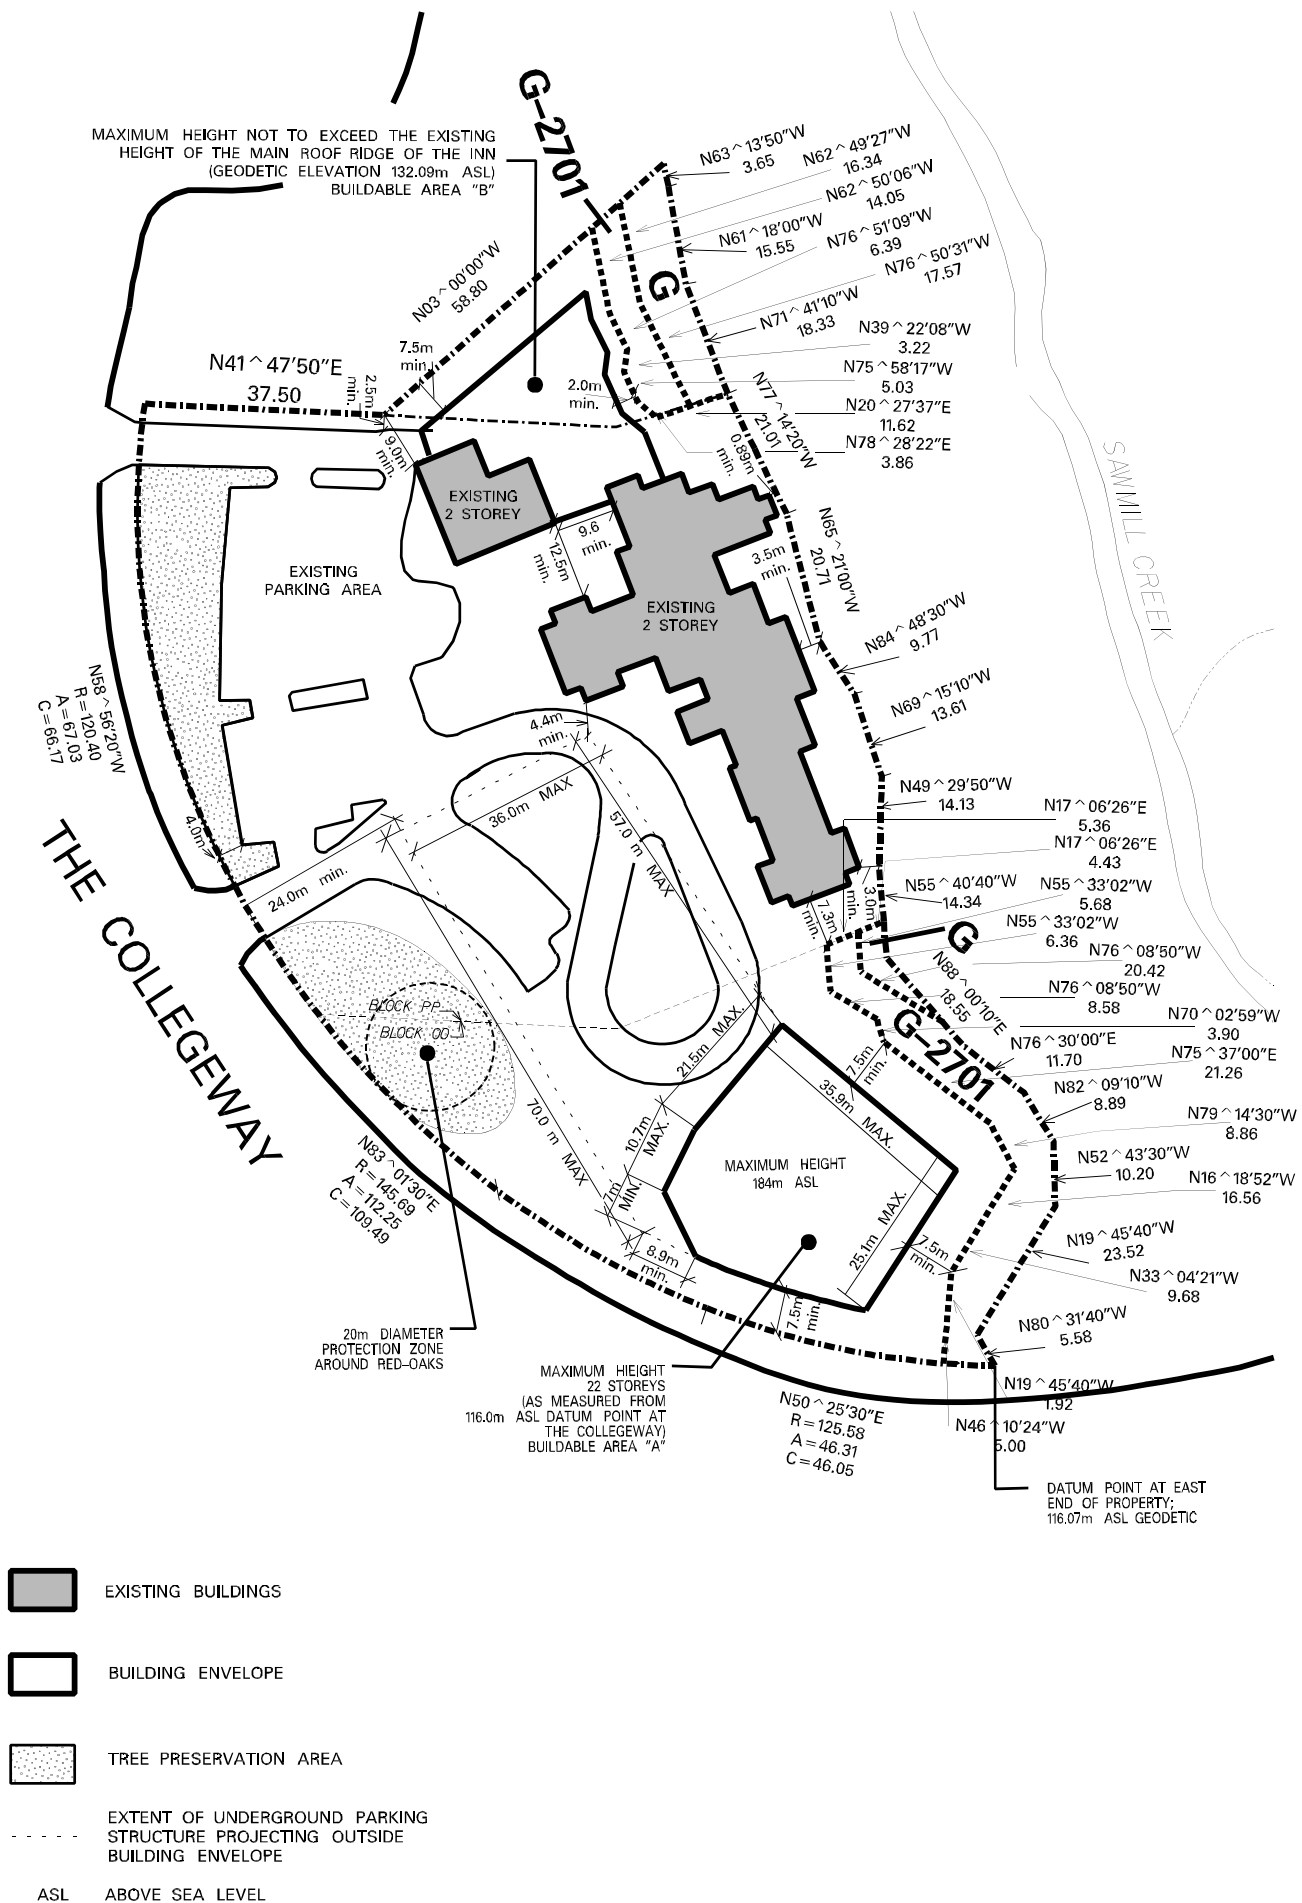 G-2701
MAXIMUM HEIGHT NOT TO EXCEED THE EXISTING
HEIGHT OF THE MAIN ROOF RIDGE OF THE INN
(GEODETIC ELEVATION 132.09m ASL)
BUILDABLE AREA "B"
N63^13'50"W
3.65
N62^49'27"W
16.34
N62^50'06"W
14.05
N61^18'00"W
15.55
N76^51'09"W
6.39
N76^50'31"W
17.57
G
N03^00'00"W
58.80
N71^41'10"W
18.33
N39^22'08"W
3.22
N75^58'17"W
5.03
N20^27'37"E
11.62
N78^28'22"E
3.86
N41^47'50"E
37.50
2.5m
min.
7.5m
min.
2.0m
min.
N77^14'20"W
21.01
0.89m
min.
9.0m
min.
SAWMILL CREEK
EXISTING
2 STOREY
9.6
min.
12.5m
min.
3.5m
min.
N65^21'00"W
20.71
EXISTING
PARKING AREA
EXISTING
2 STOREY
N84^48'30"W
9.77
N69^15'10"W
13.61
N58^56'20"W
R=120.40
A=67.03
C=66.17
4.4m
min.
36.0m MAX
57.0 m MAX
N49^29'50"W
14.13
N17^06'26"E
5.36
N17^06'26"E
4.43
4.0m
24.0m min.
THE COLLEGEWAY
7.3m
min.
min.
3.0m
N55^40'40"W
14.34
N55^33'02"W
5.68
N55^33'02"W
6.36
G
N76^08'50"W
20.42
N88^00'10"E
18.55
N76^08'50"W
8.58
BLOCK PP
BLOCK OO
G-2701
N70^02'59"W
3.90
N76^30'00"E
11.70
N75^37'00"E
21.26
N82^09'10"W
8.89
21.5m MAX.
7.5m
min.
35.9m MAX.
N79^14'30"W
8.86
10.7m
MAX.
70.0 m MAX
MAXIMUM HEIGHT
184m ASL
N52^43'30"W
10.20
N16^18'52"W
16.56
N83^01'30"E
R=145.69
A=112.25
C=109.49
7m
MIN.
25.1m MAX.
7.5m
min.
N19^45'40"W
23.52
8.9m
min.
N33^04'21"W
9.68
7.5m
min.
N80^31'40"W
5.58
20m DIAMETER
PROTECTION ZONE
AROUND RED-OAKS
MAXIMUM HIEIGHT
22 STOREYS
(AS MEASURED FROM
116.0m ASL DATUM POINT AT
THE COLLEGEWAY)
BUILDABLE AREA "A"
N50^25'30"E
R=125.58
A=46.31
C=46.05
N19^45'40"W
1.92
N46^10'24"W
5.00
DATUM POINT AT EAST
END OF PROPERTY;
116.07m ASL GEODETIC
EXISTING BUILDINGS
BUILDING ENVELOPE
TREE PRESERVATION AREA
EXTENT OF UNDERGROUND PARKING
STRUCTURE PROJECTING OUTSIDE
BUILDING ENVELOPE
ASL ABOVE SEA LEVEL